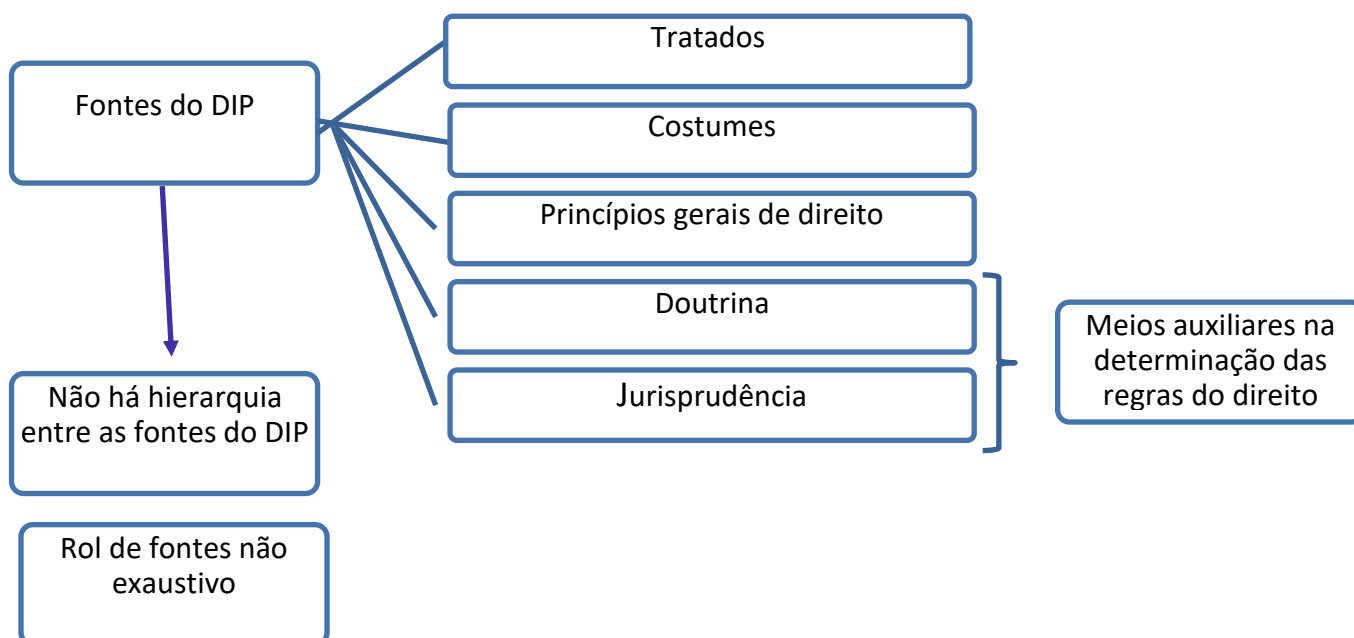 Fontes do DIP
Tratados
Costumes
Princípios gerais de direito
Doutrina
Jurisprudência
Meios auxiliares na
determinação das
regras do direito
Não há hierarquia
entre as fontes do DIP
Rol de fontes não
exaustivo